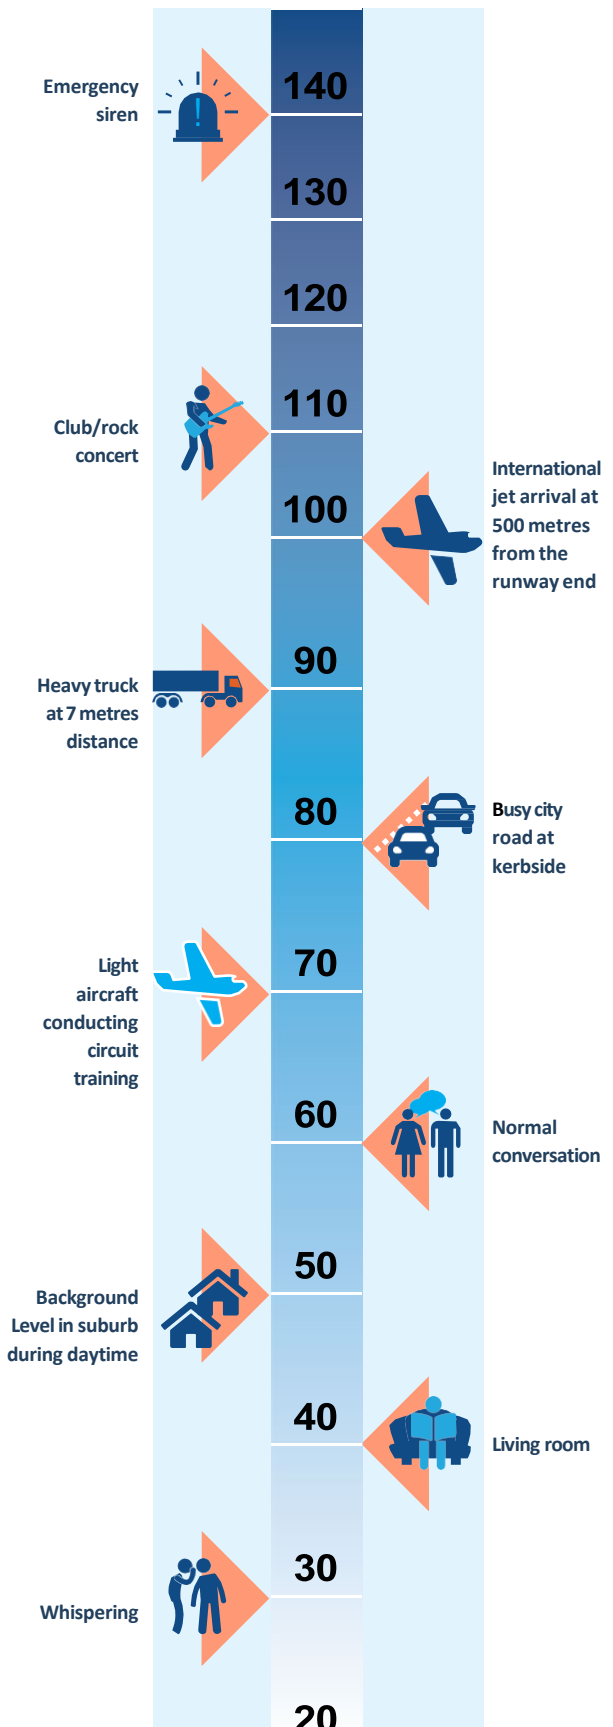 Emergency
siren
140
130
120
110
Club/rock
concert
100
International
jet arrival at
500 metres
from the
runway end
90
Heavy truck
at 7 metres
distance
80
Busy city
road at
kerbside
70
Light
aircraft
conducting
circuit
training
60
Normal
conversation
50
Background
Level in suburb
during daytime
40
Living room
30
Whispering
20